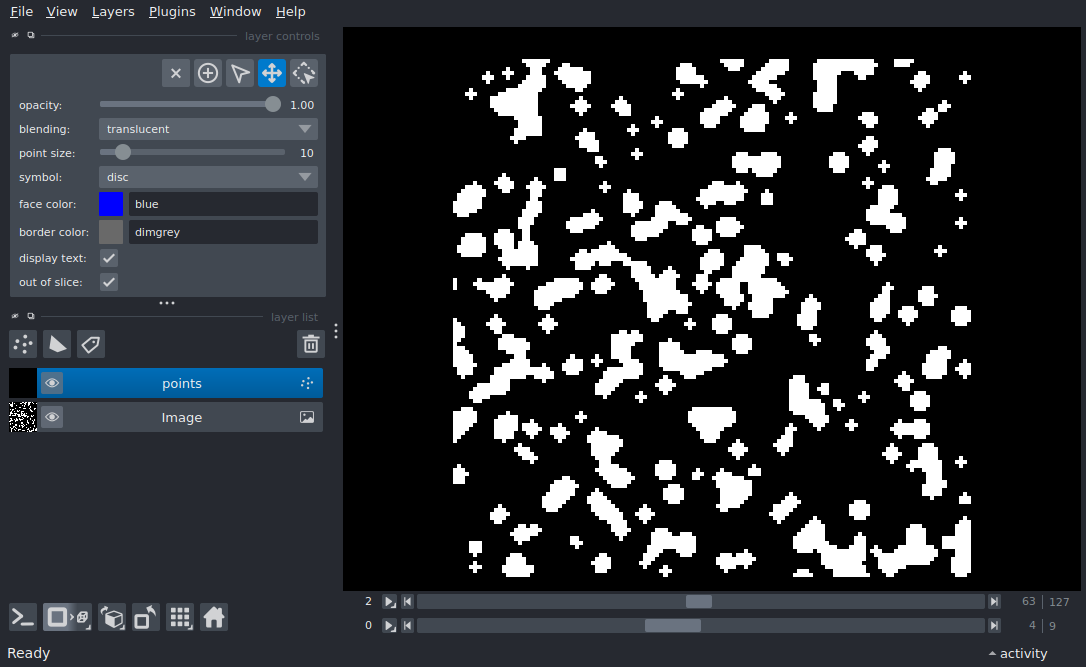 File View Layers Plugins Window Help
layer controls
opacity: 1.00
blending: translucent
point size: 10
symbol: disc
face color: blue
border color: dimgrey
display text:
out of slice:
layer list
points
Image
2 63 127
0 4 9
Ready activity